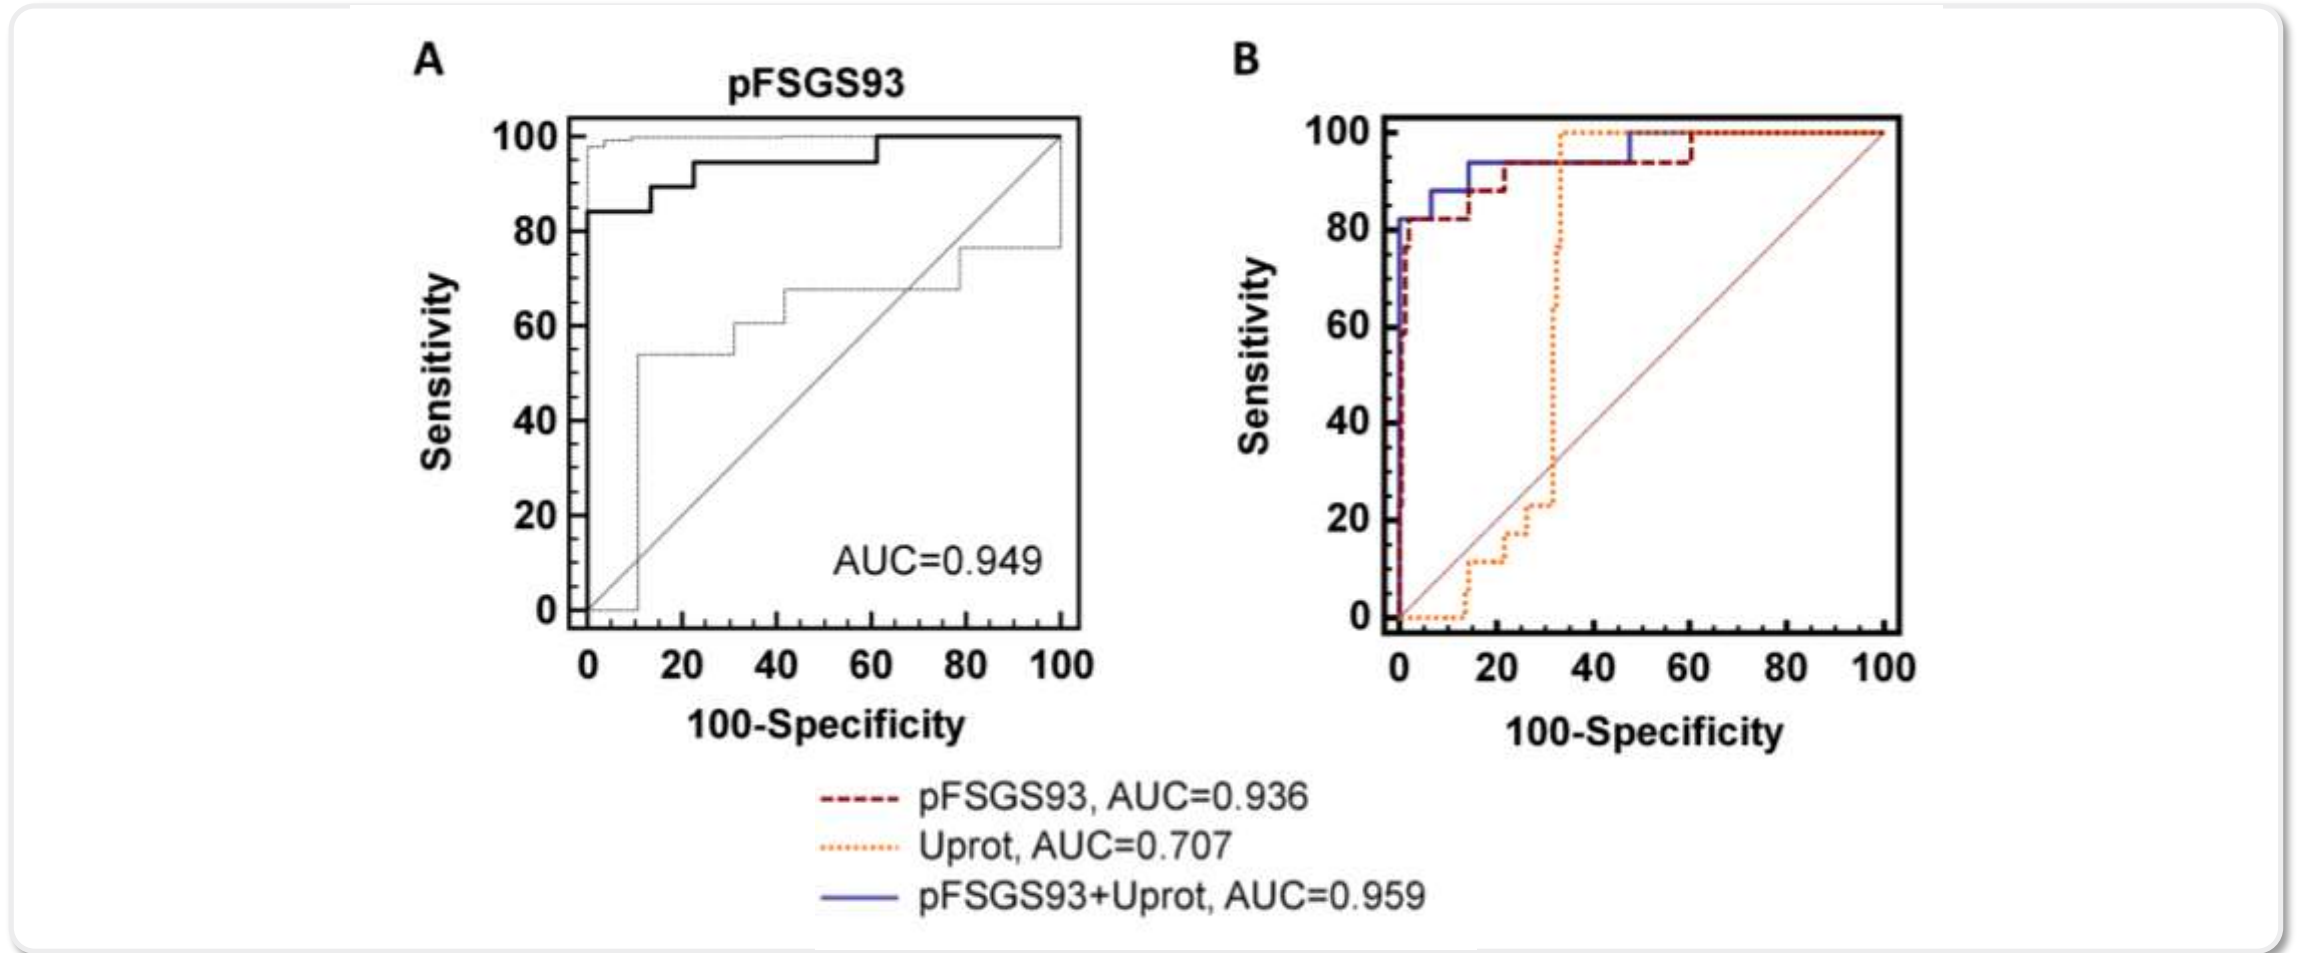 A
pFSGS93
100
80
60
40
20
0
Sensitivity
AUC=0.949
0 20 40 60 80 100
100-Specificity
B
100
80
60
40
20
0
Sensitivity
0 20 40 60 80 100
100-Specificity
pFSGS93, AUC=0.936
Uprot, AUC=0.707
pFSGS93+Uprot, AUC=0.959